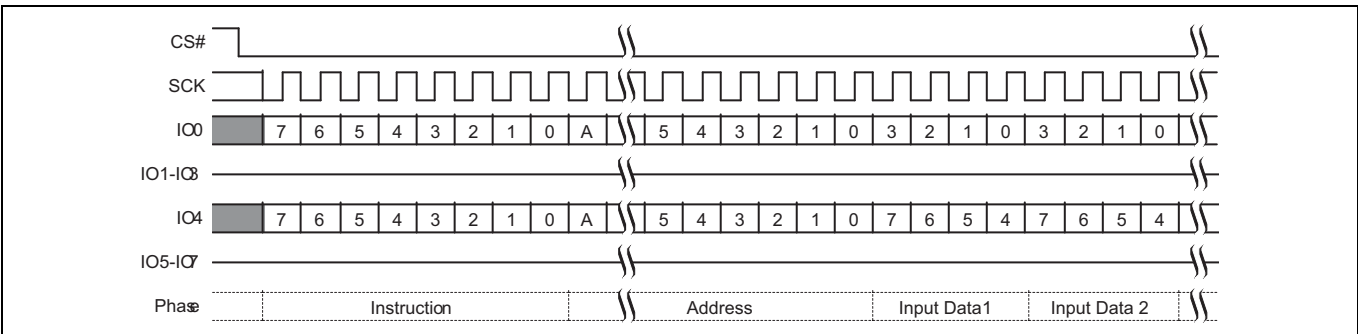 CS#
SCK
IO0 7 6 5 4 3 2 1 0 A 5 4 3 2 1 0 3 2 1 0 3 2 1 0
IO1-IO3
IO4 7 6 5 4 3 2 1 0 A 5 4 3 2 1 0 7 6 5 4 7 6 5 4
IO5-IO7
Phase Instruction Address Input Data1 Input Data 2